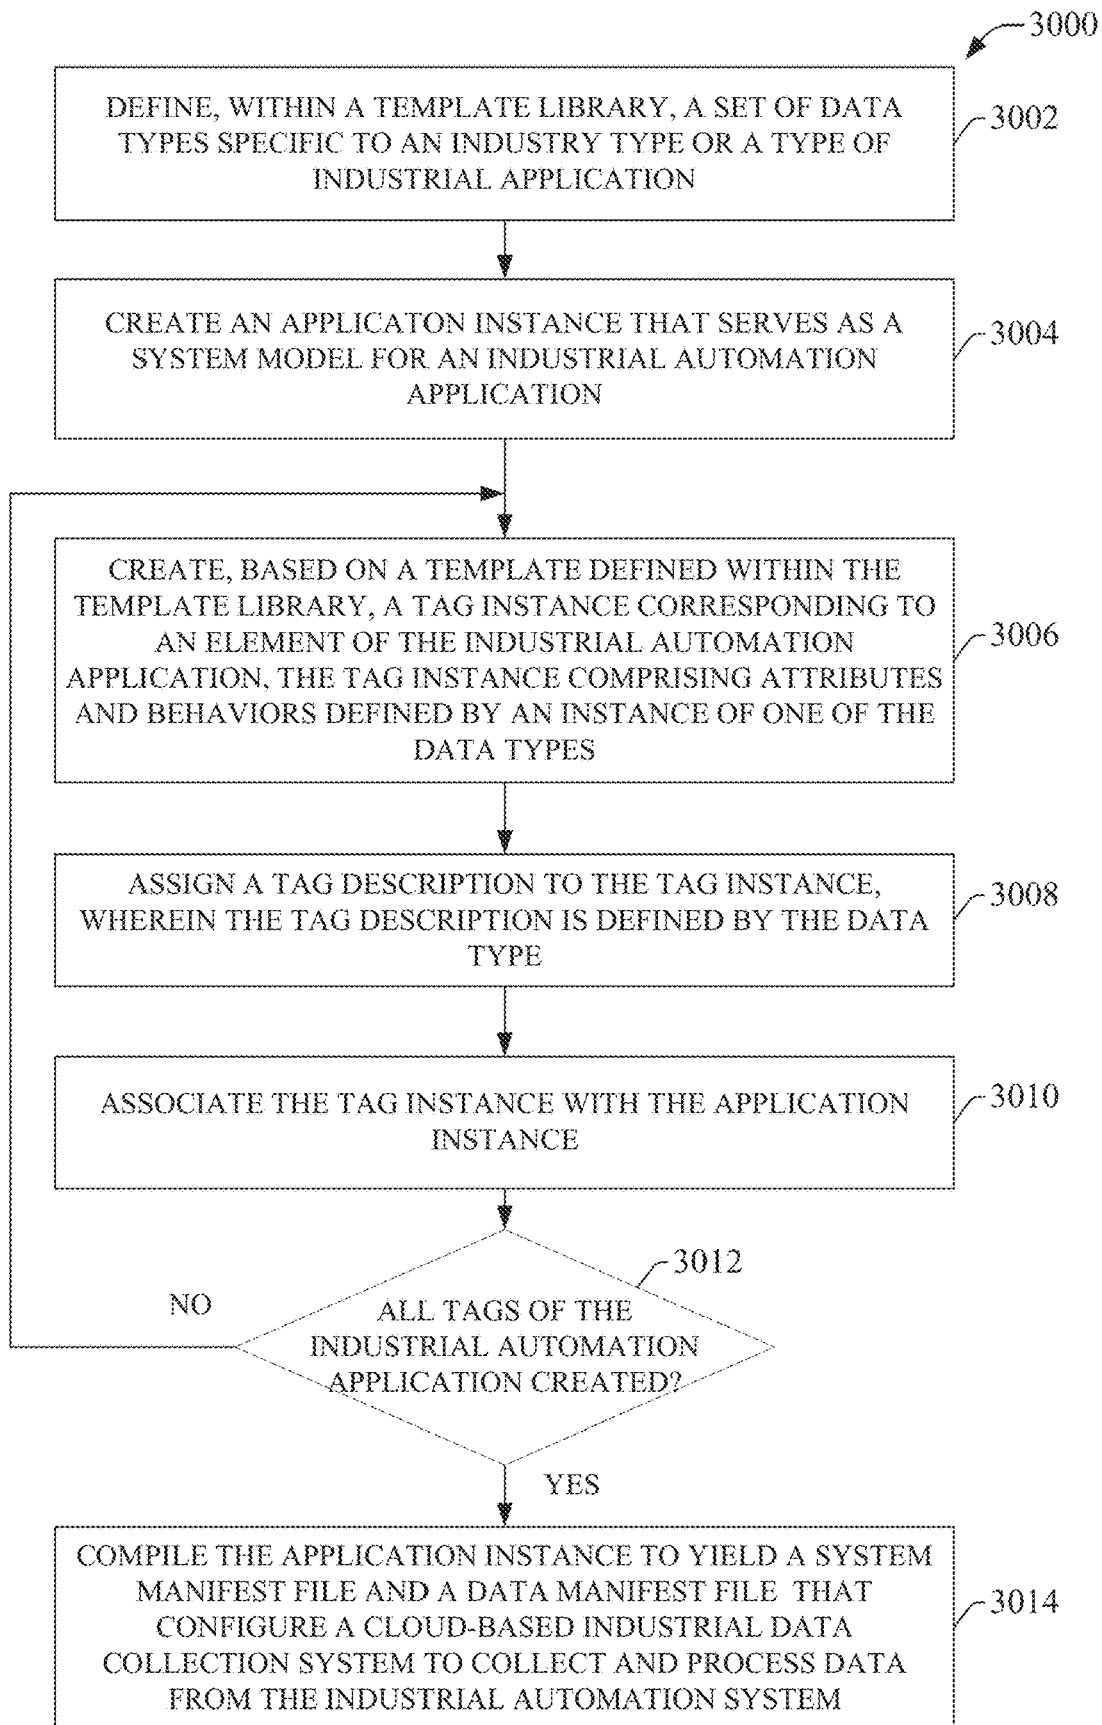 3000
DEFINE, WITHIN A TEMPLATE LIBRARY, A SET OF DATA
TYPES SPECIFIC TO AN INDUSTRY TYPE OR A TYPE OF
INDUSTRIAL APPLICATION
3002
CREATE AN APPLICATON INSTANCE THAT SERVES AS A
SYSTEM MODEL FOR AN INDUSTRIAL AUTOMATION
APPLICATION
3004
CREATE, BASED ON A TEMPLATE DEFINED WITHIN THE
TEMPLATE LIBRARY, A TAG INSTANCE CORRESPONDING TO
AN ELEMENT OF THE INDUSTRIAL AUTOMATION
APPLICATION, THE TAG INSTANCE COMPRISING ATTRIBUTES
AND BEHAVIORS DEFINED BY AN INSTANCE OF ONE OF THE
DATA TYPES
3006
ASSIGN A TAG DESCRIPTION TO THE TAG INSTANCE,
WHEREIN THE TAG DESCRIPTION IS DEFINED BY THE DATA
TYPE
3008
ASSOCIATE THE TAG INSTANCE WITH THE APPLICATION
INSTANCE
3010
3012
ALL TAGS OF THE
INDUSTRIAL AUTOMATION
APPLICATION CREATED?
NO
YES
COMPILE THE APPLICATION INSTANCE TO YIELD A SYSTEM
MANIFEST FILE AND A DATA MANIFEST FILE THAT
CONFIGURE A CLOUD-BASED INDUSTRIAL DATA
COLLECTION SYSTEM TO COLLECT AND PROCESS DATA
FROM THE INDUSTRIAL AUTOMATION SYSTEM
3014